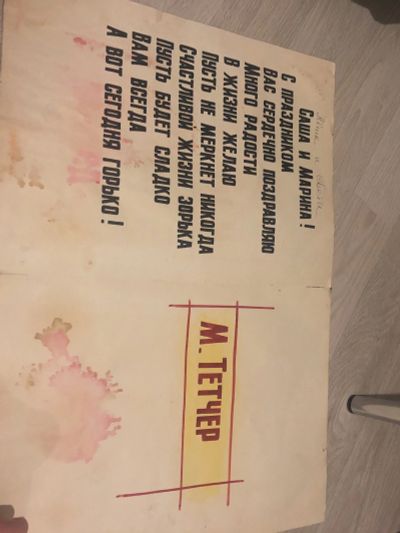 САША И МАРИНА!
С ПРАЗДНИКОМ
ВАС СЕРДЕЧНО ПОЗДРАВЛЯЮ
МНОГО РАДОСТИ
В ЖИЗНИ ЖЕЛАЮ
ПУСТЬ НЕ МЕРКНЕТ НИКОГДА
СЧАСТЛИВОЙ ЖИЗНИ ЗОРЬКА
ПУСТЬ БУДЕТ СЛАДКО
ВАМ ВСЕГДА
А ВОТ СЕГОДНЯ ГОРЬКО!
М. ТЕТЧЕР